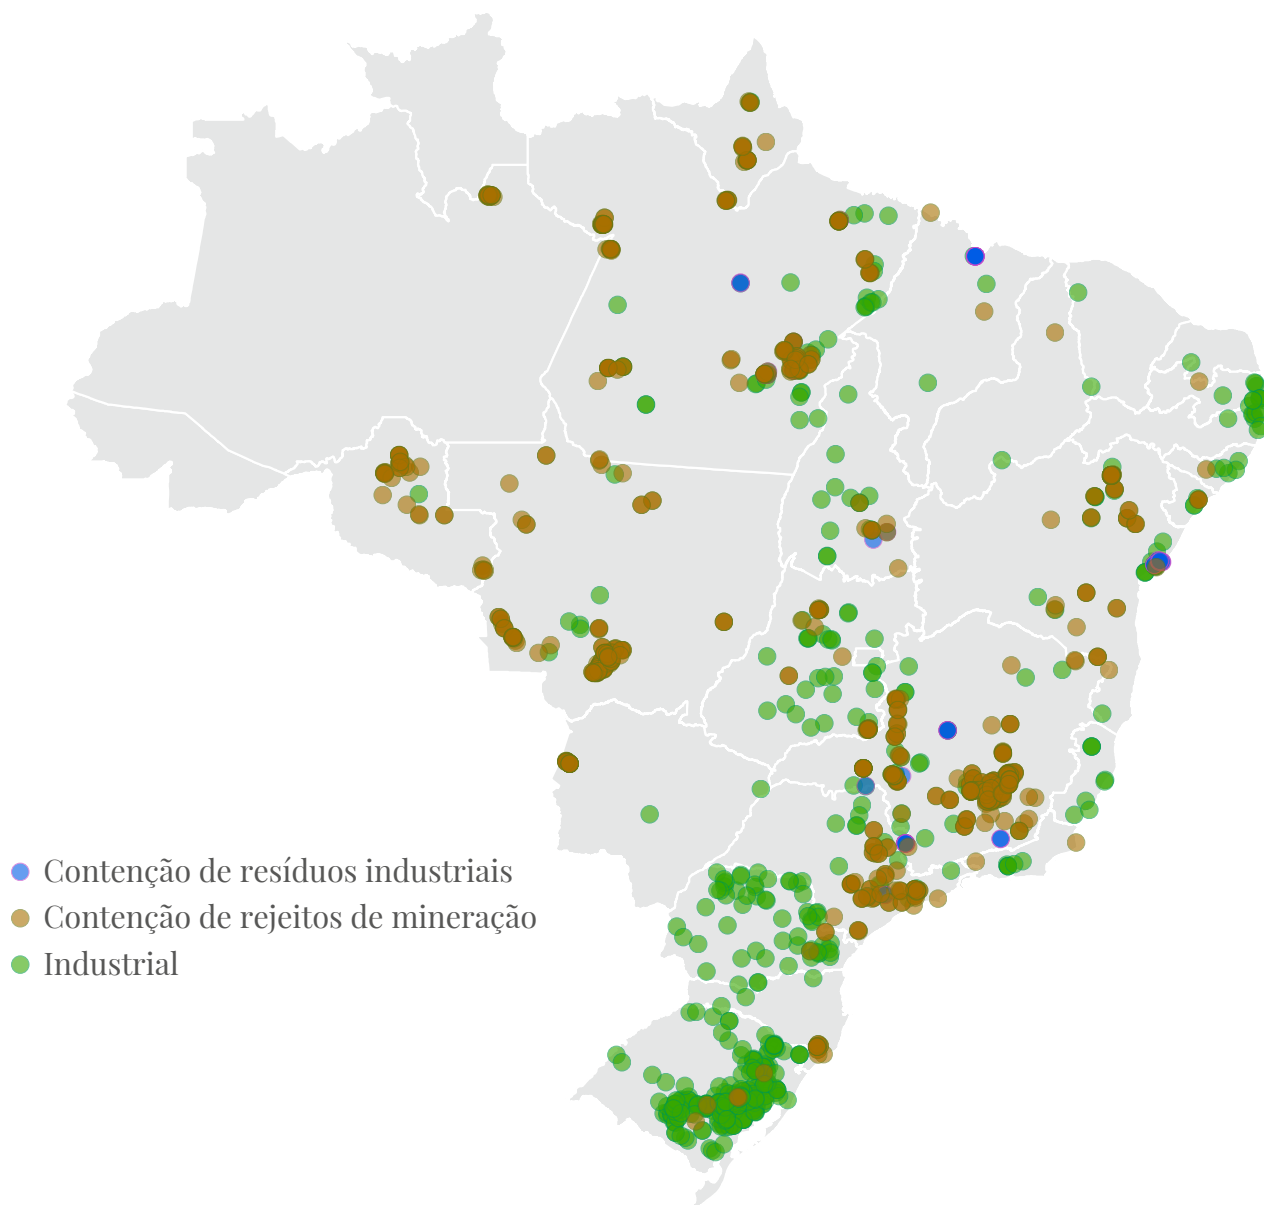 Contenção de resíduos industriais
Contenção de rejeitos de mineração
Industrial